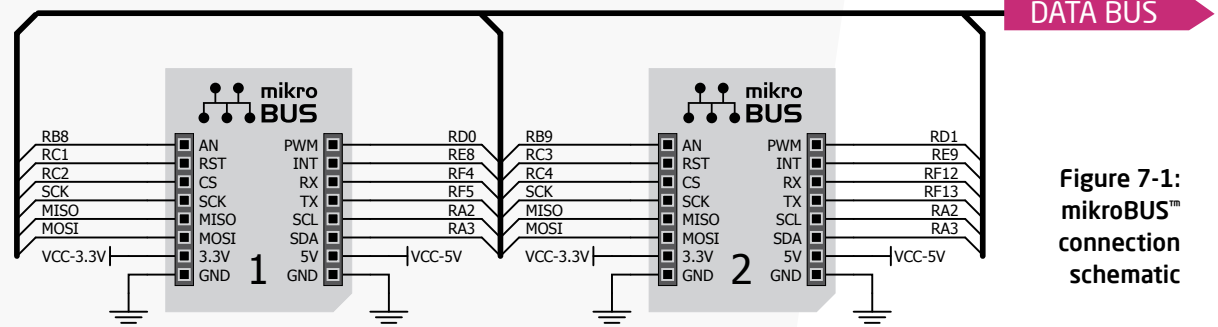 DATA BUS
mikro
BUS
RB8
RC1
RC2
SCK
MISO
MOSI
VCC-3.3V
AN
RST
CS
SCK
MISO
MOSI
3.3V
GND
1
PWM
INT
RX
TX
SCL
SDA
5V
GND
RD0
RE8
RF4
RF5
RA2
RA3
VCC-5V
mikro
BUS
RB9
RC3
RC4
SCK
MISO
MOSI
VCC-3.3V
AN
RST
CS
SCK
MISO
MOSI
3.3V
GND
2
PWM
INT
RX
TX
SCL
SDA
5V
GND
RD1
RE9
RF12
RF13
RA2
RA3
VCC-5V
Figure 7-1:
mikroBUS™
connection
schematic